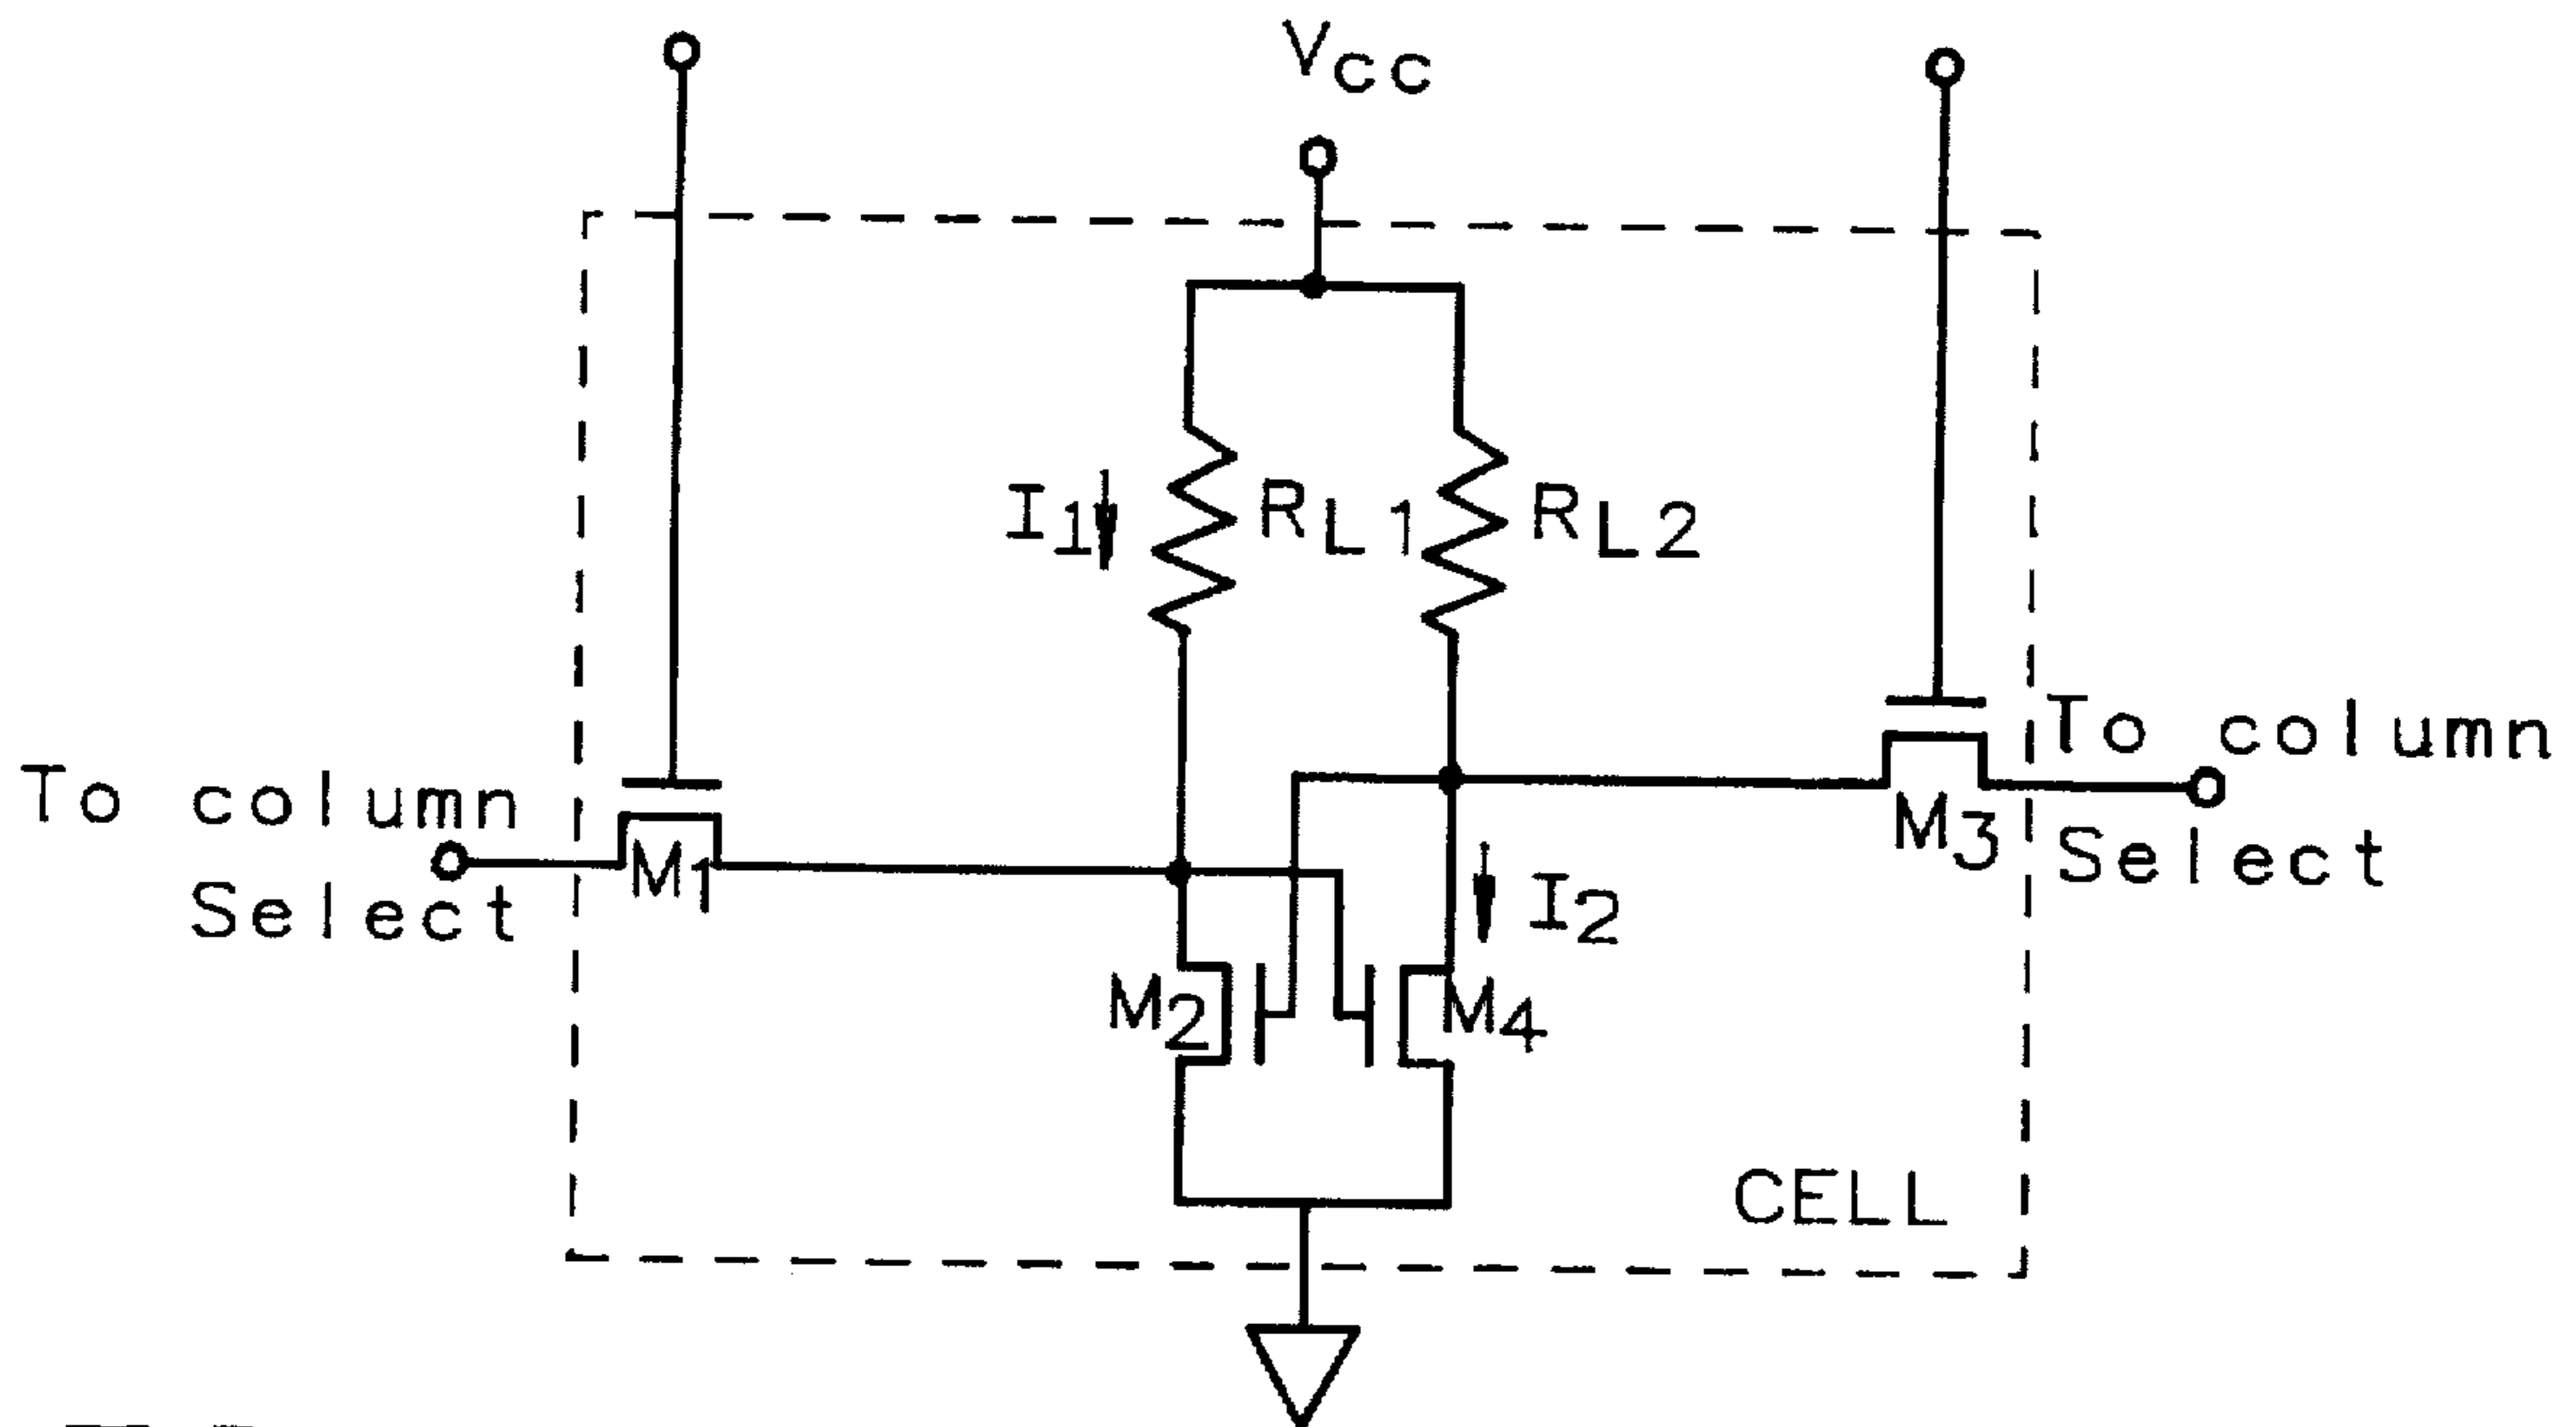 VCC
I1
RL1
RL2
To column
Select
M1
To column
Select
M3
I2
M2
M4
CELL